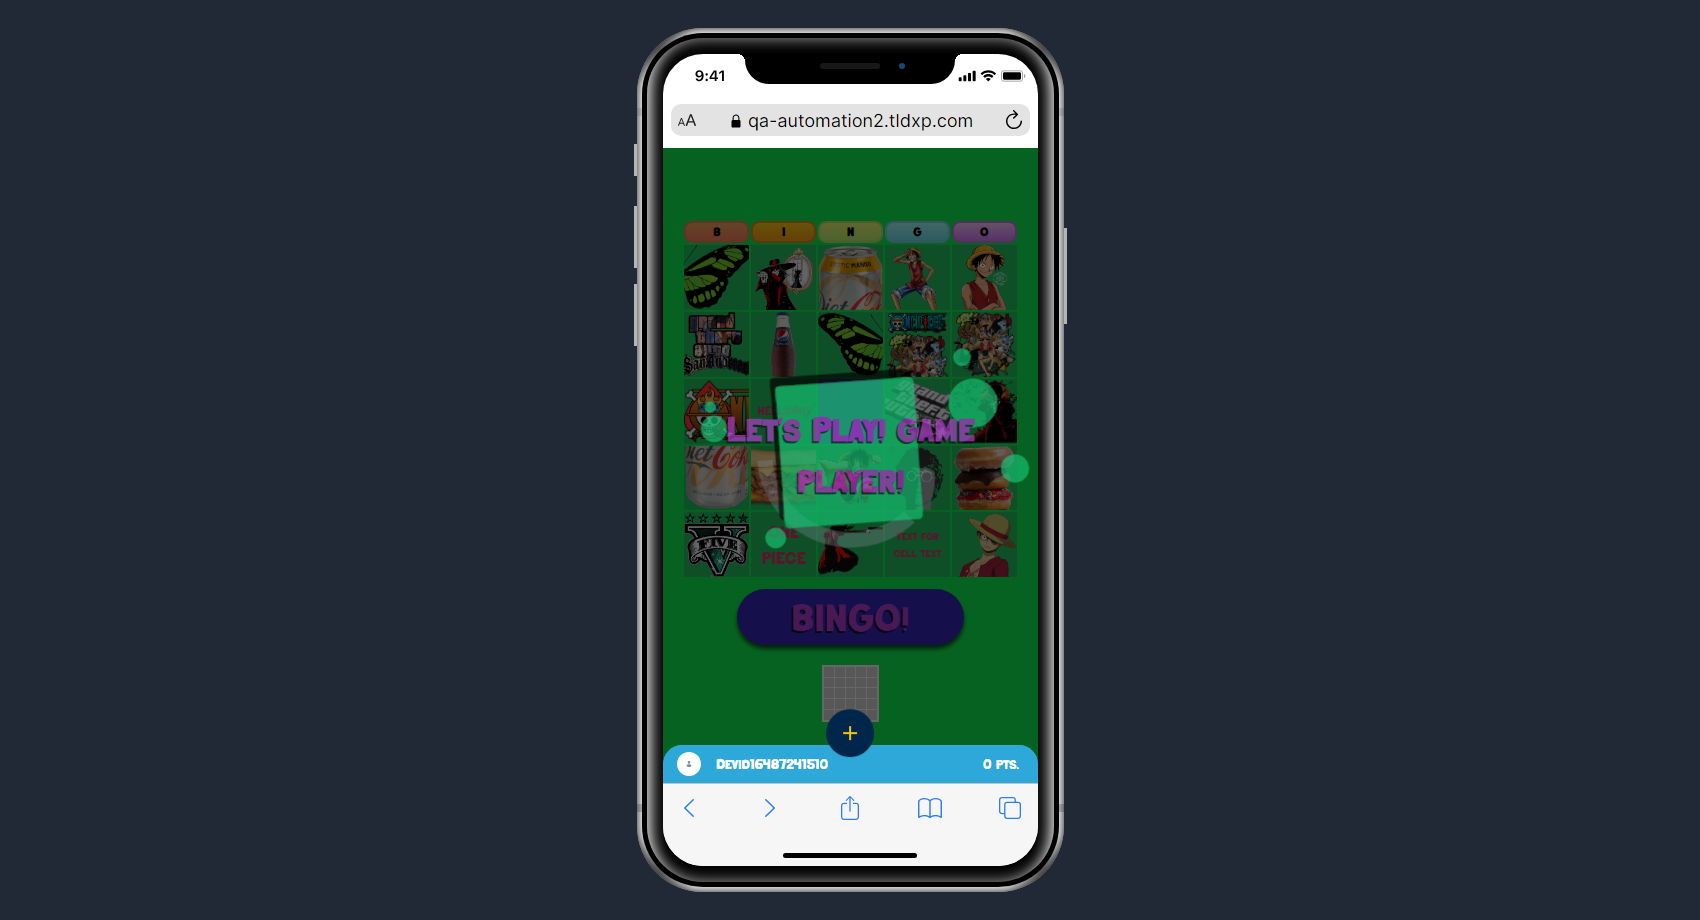 9:41
AA qa-automation2.tldxp.com
B I N G O
LET'S PLAY! GAME
PLAYER!
FIVE
PIECE
TEXT FOR
CELL TEXT
BINGO!
+
DEVID16487241510 0 PTS.